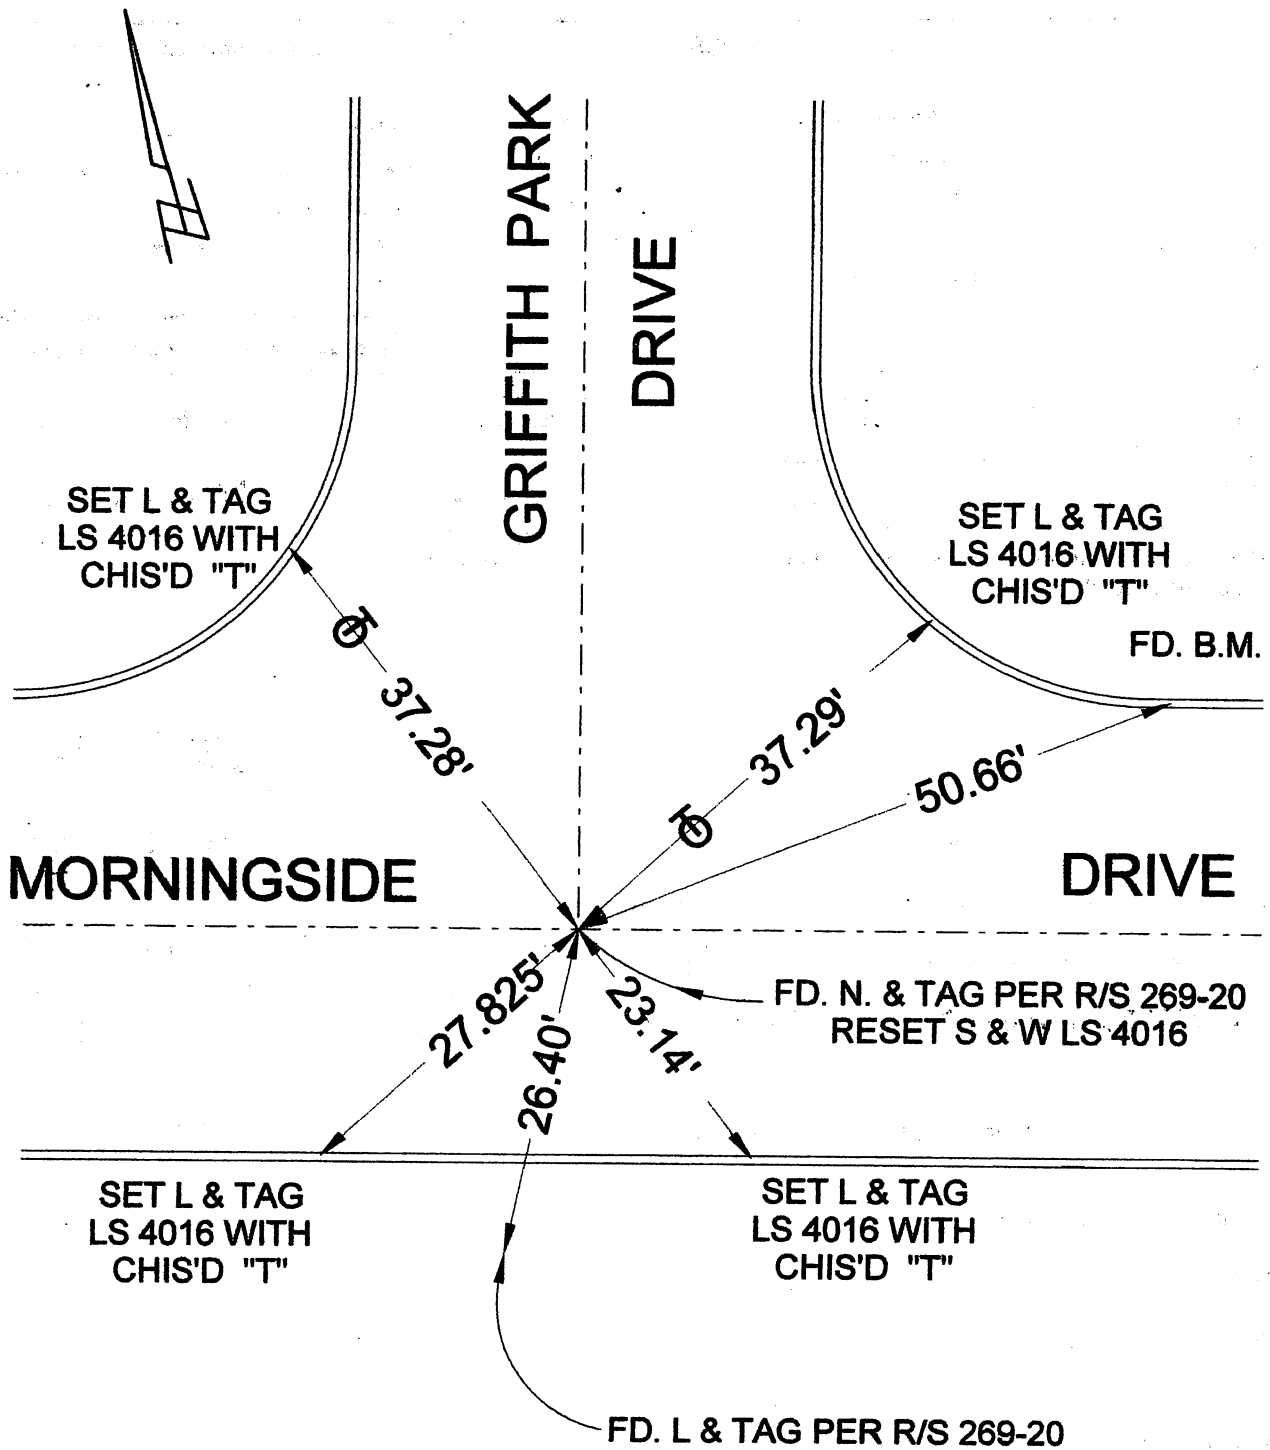 GRIFFITH PARK
DRIVE
SET L & TAG
LS 4016 WITH
CHIS'D "T"
SET L & TAG
LS 4016 WITH
CHIS'D "T"
FD. B.M.
37.28'
37.29'
50.66'
MORNINGSIDE
DRIVE
27.825'
26.40'
23.14'
FD. N. & TAG PER R/S 269-20
RESET S & W LS 4016
SET L & TAG
LS 4016 WITH
CHIS'D "T"
SET L & TAG
LS 4016 WITH
CHIS'D "T"
FD. L & TAG PER R/S 269-20